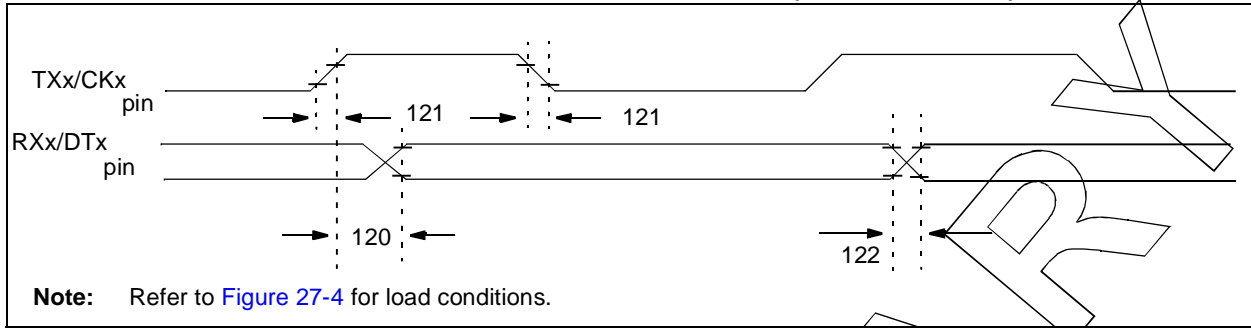 TXx/CKx
pin
121
121
RXx/DTx
pin
120
122
Note: Refer to Figure 27-4 for load conditions.
R
Y